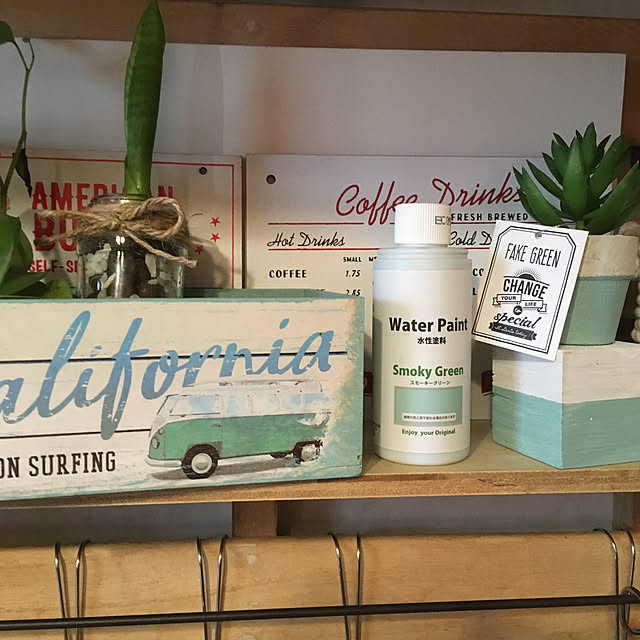 AMERICAN
BU
SELF-S
Coffee Drinks
FRESH BREWED
Hot Drinks
Cold D
SMALL
COFFEE 1.75
2.85
alifornia
ON SURFING
Water Paint
水性塗料
Smoky Green
スモーキーグリーン
Enjoy your Original
FAKE GREEN
CHANGE
YOUR LIFE
special